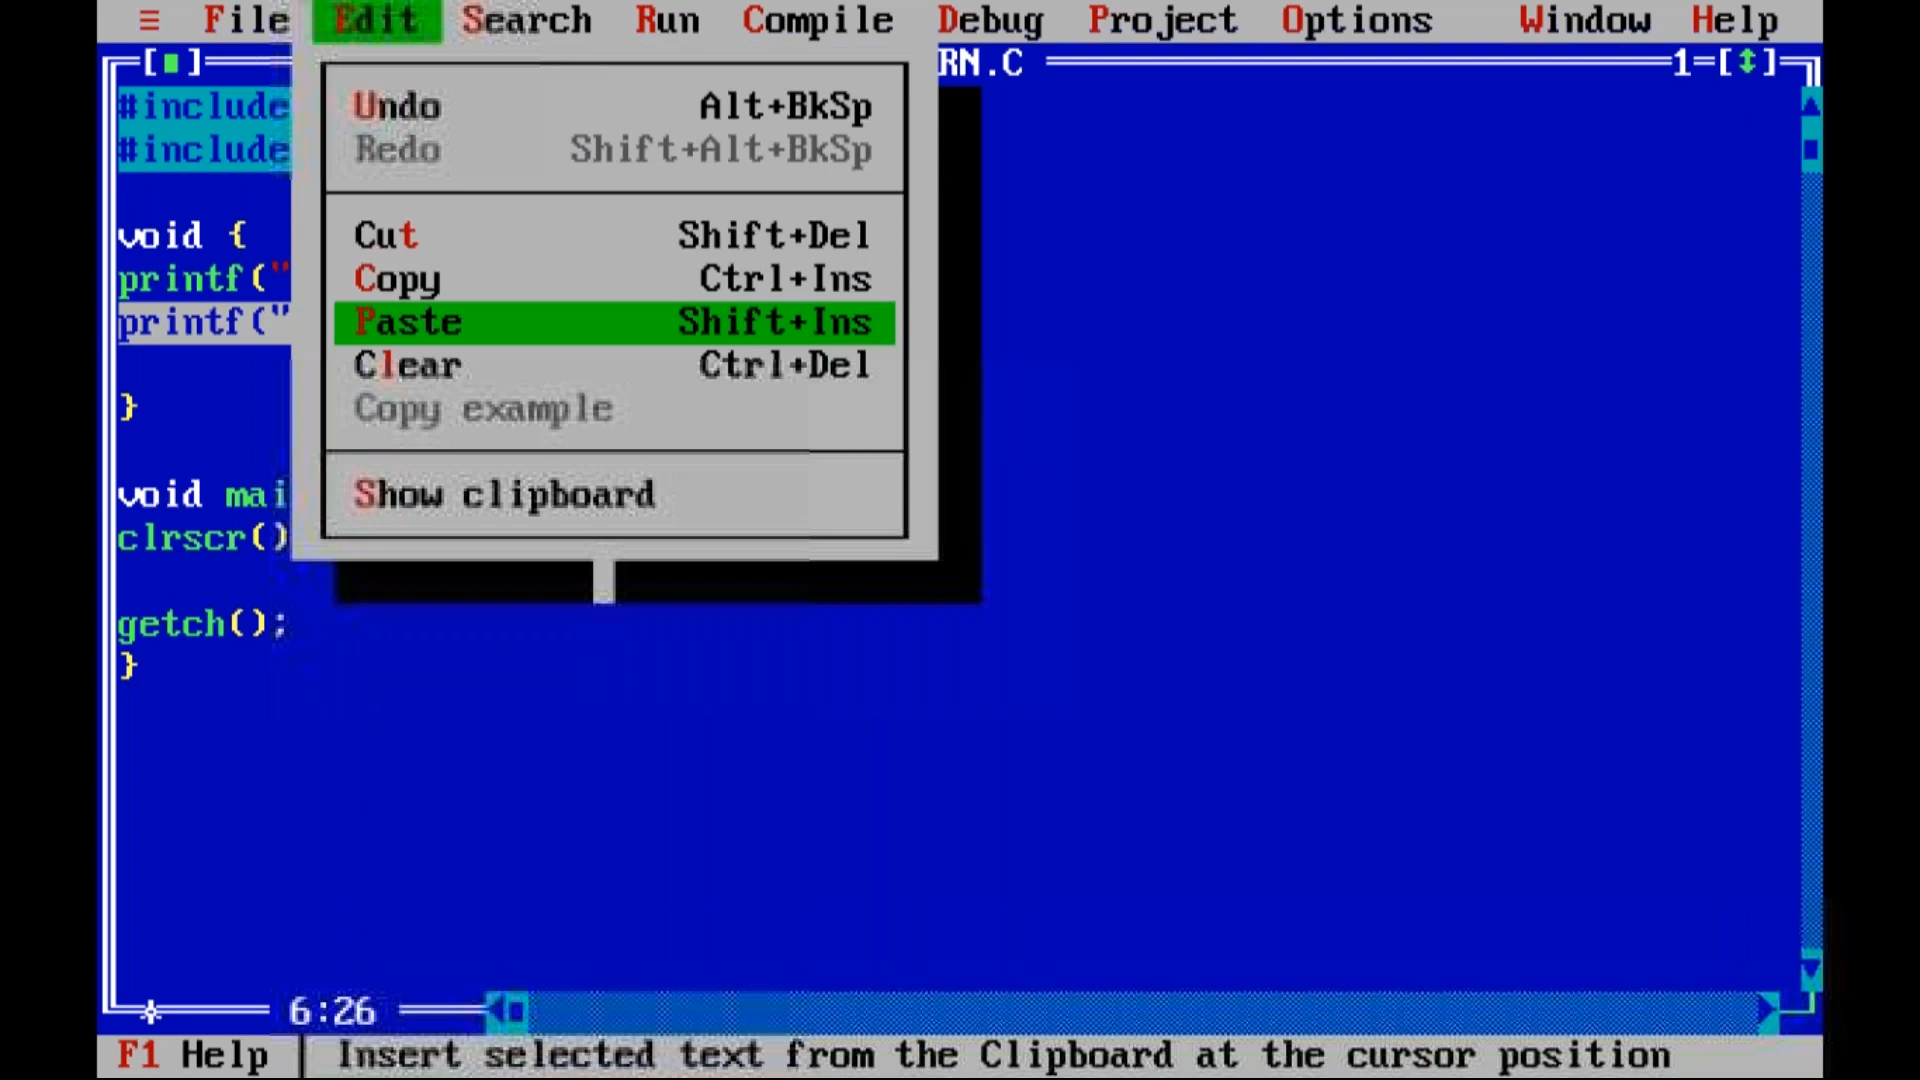 ≡ File Edit Search Run Compile Debug Project Options Window Help
[■] RN.C 1=[↕]
#include
#include
void {
printf("
printf("
}
void mai
clrscr()
getch();
}
Undo Alt+BkSp
Redo Shift+Alt+BkSp
Cut Shift+Del
Copy Ctrl+Ins
Paste Shift+Ins
Clear Ctrl+Del
Copy example
Show clipboard
6:26
F1 Help │ Insert selected text from the Clipboard at the cursor position